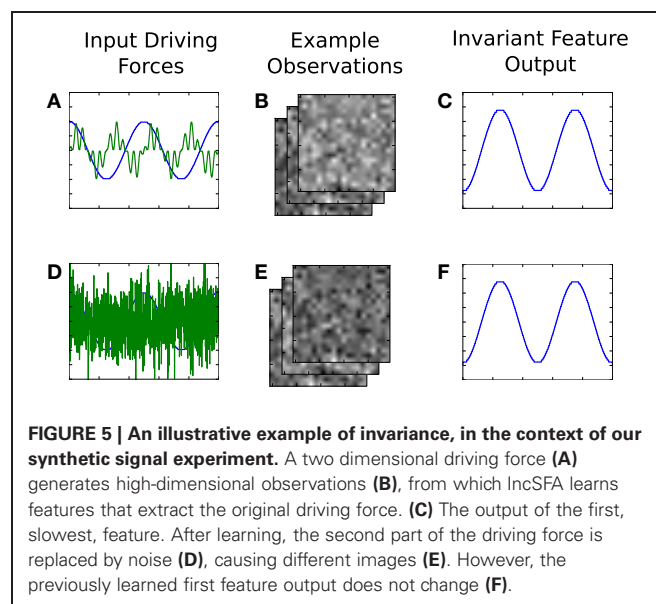 Input Driving Forces
Example Observations
Invariant Feature Output
A
B
C
D
E
F
FIGURE 5 | An illustrative example of invariance, in the context of our
synthetic signal experiment. A two dimensional driving force (A)
generates high-dimensional observations (B), from which IncSFA learns
features that extract the original driving force. (C) The output of the first,
slowest, feature. After learning, the second part of the driving force is
replaced by noise (D), causing different images (E). However, the
previously learned first feature output does not change (F).